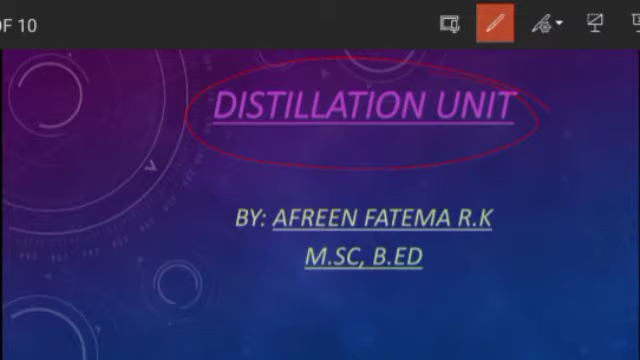 OF 10
DISTILLATION UNIT
BY: AFREEN FATEMA R.K
M.SC, B.ED